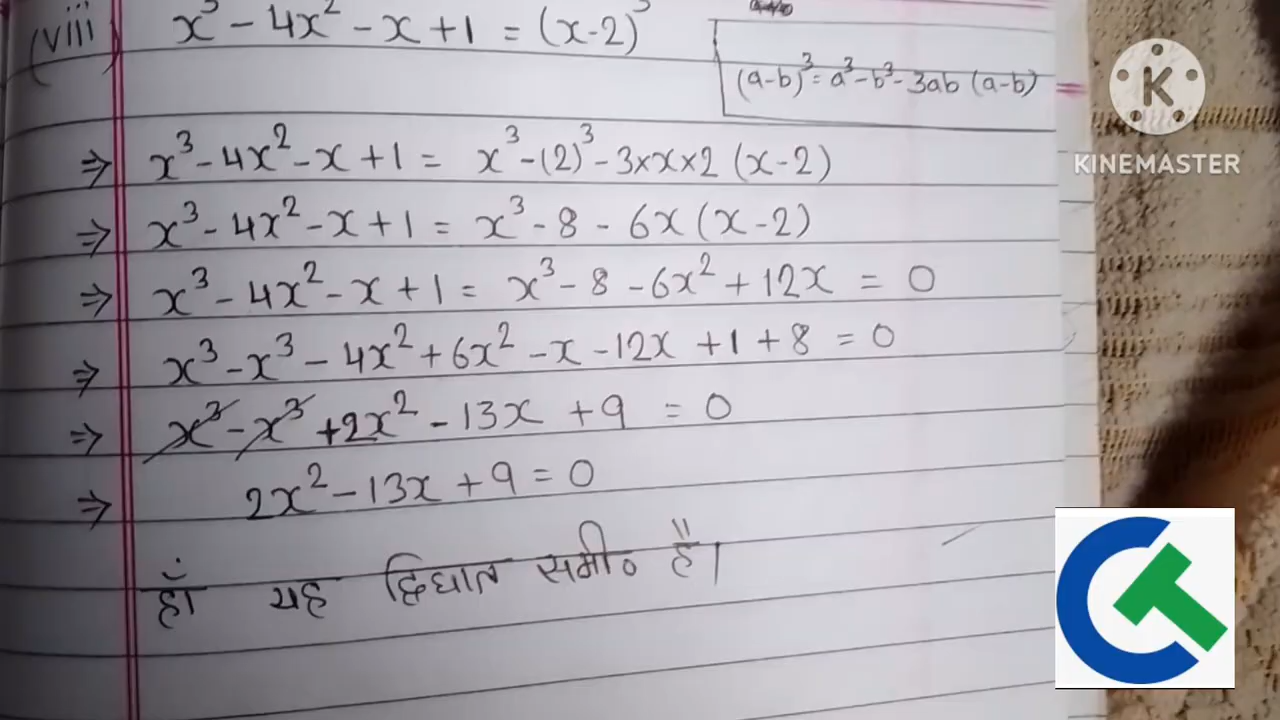 (viii) x³ - 4x² - x + 1 = (x-2)³
(a-b)³ = a³ - b³ - 3ab (a-b)
⇒ x³ - 4x² - x + 1 = x³ - (2)³ - 3×x×2 (x-2)
⇒ x³ - 4x² - x + 1 = x³ - 8 - 6x (x-2)
⇒ x³ - 4x² - x + 1 = x³ - 8 - 6x² + 12x = 0
⇒ x³ - x³ - 4x² + 6x² - x - 12x + 1 + 8 = 0
⇒ x³ - x³ + 2x² - 13x + 9 = 0
⇒ 2x² - 13x + 9 = 0
हाँ यह द्विघात समी० है।
K
KINEMASTER